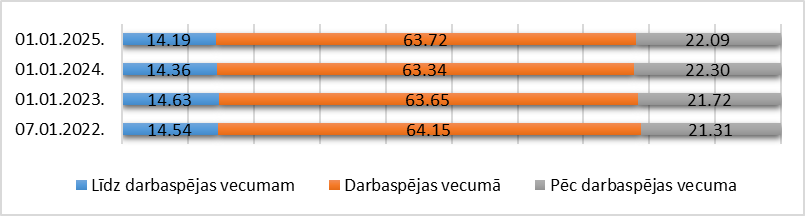 01.01.2025. 14.19 63.72 22.09
01.01.2024. 14.36 63.34 22.30
01.01.2023. 14.63 63.65 21.72
07.01.2022. 14.54 64.15 21.31
Līdz darbaspējas vecumam Darbaspējas vecumā Pēc darbaspējas vecuma